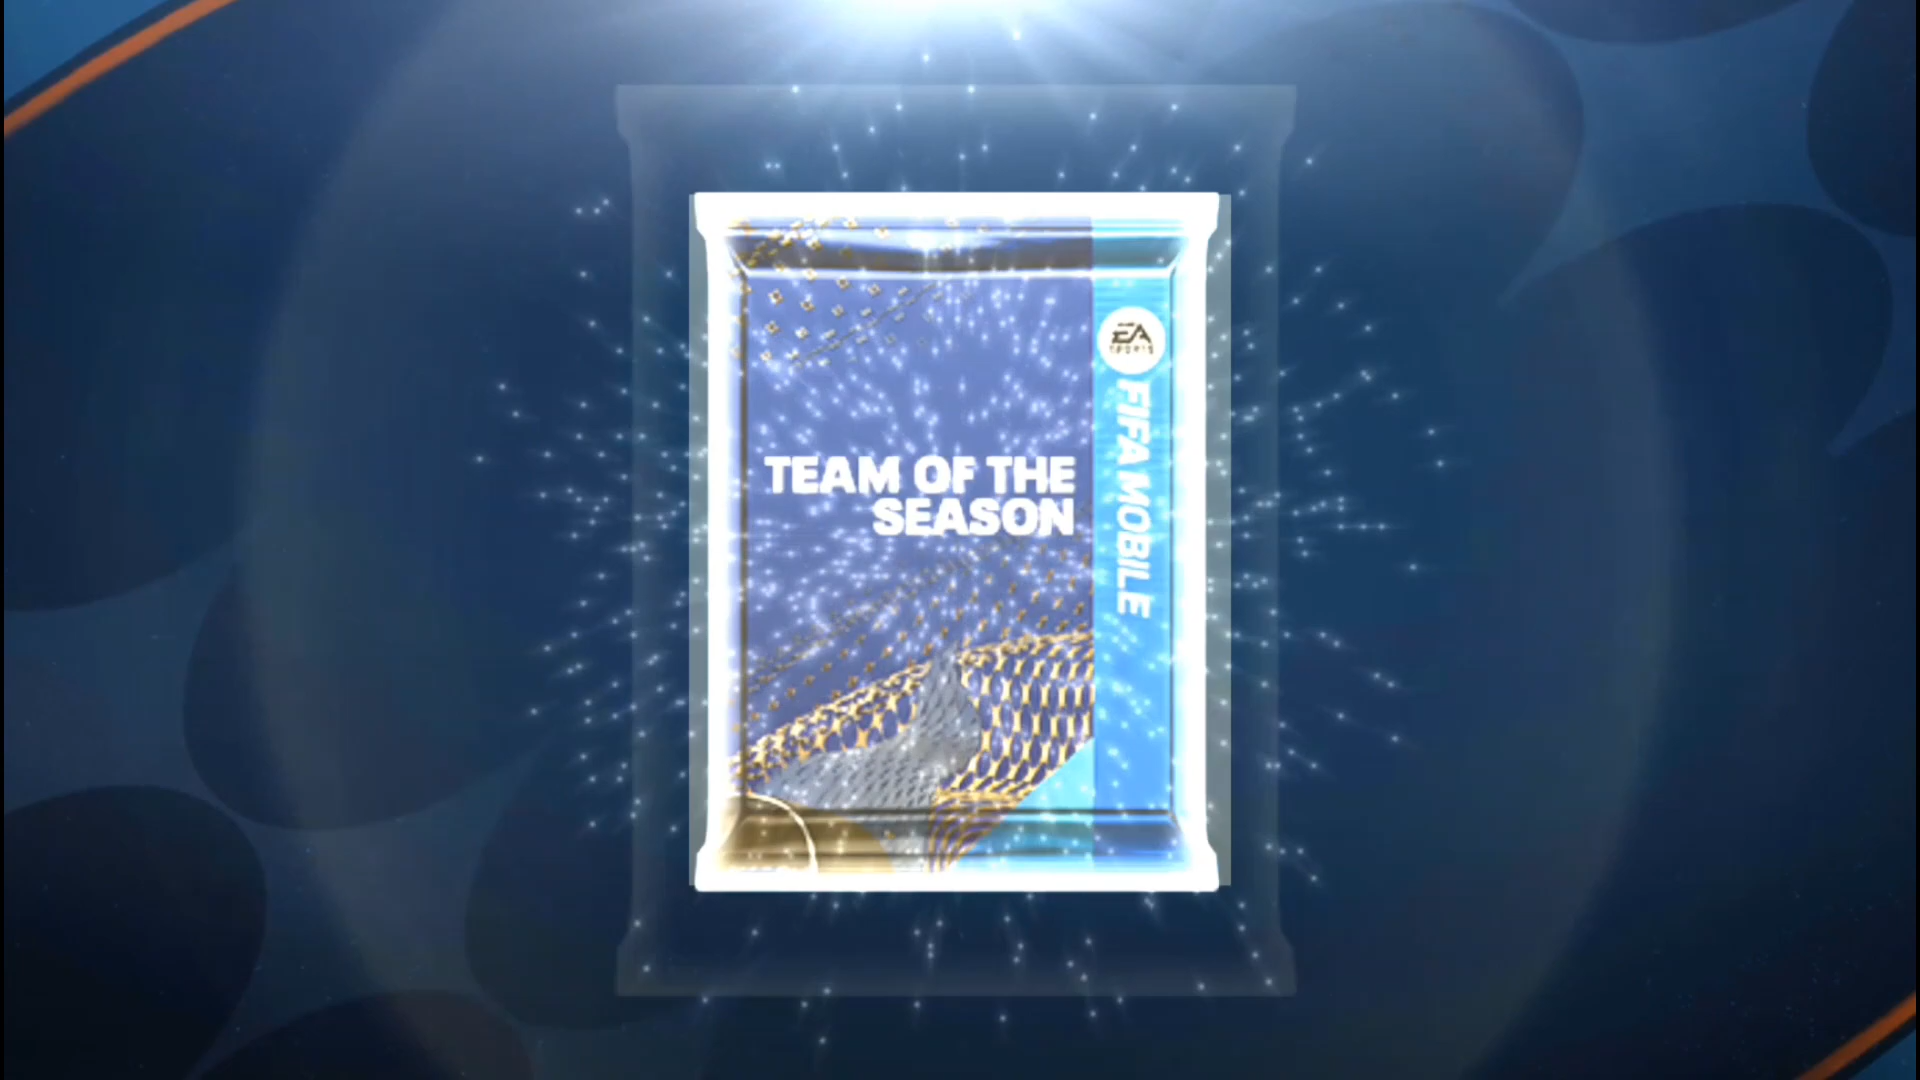 TEAM OF THE
SEASON
EA
SPORTS
FIFA MOBILE